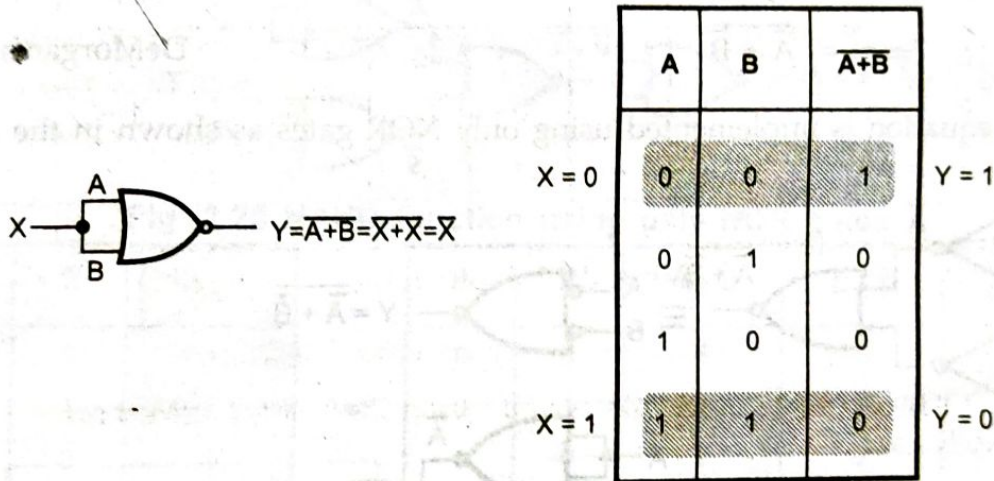 A B A̅+̅B̅
X = 0 0 0 1 Y = 1
A
X Y=A̅+̅B̅=X̅+̅X̅=X̅
B
0 1 0
1 0 0
X = 1 1 1 0 Y = 0